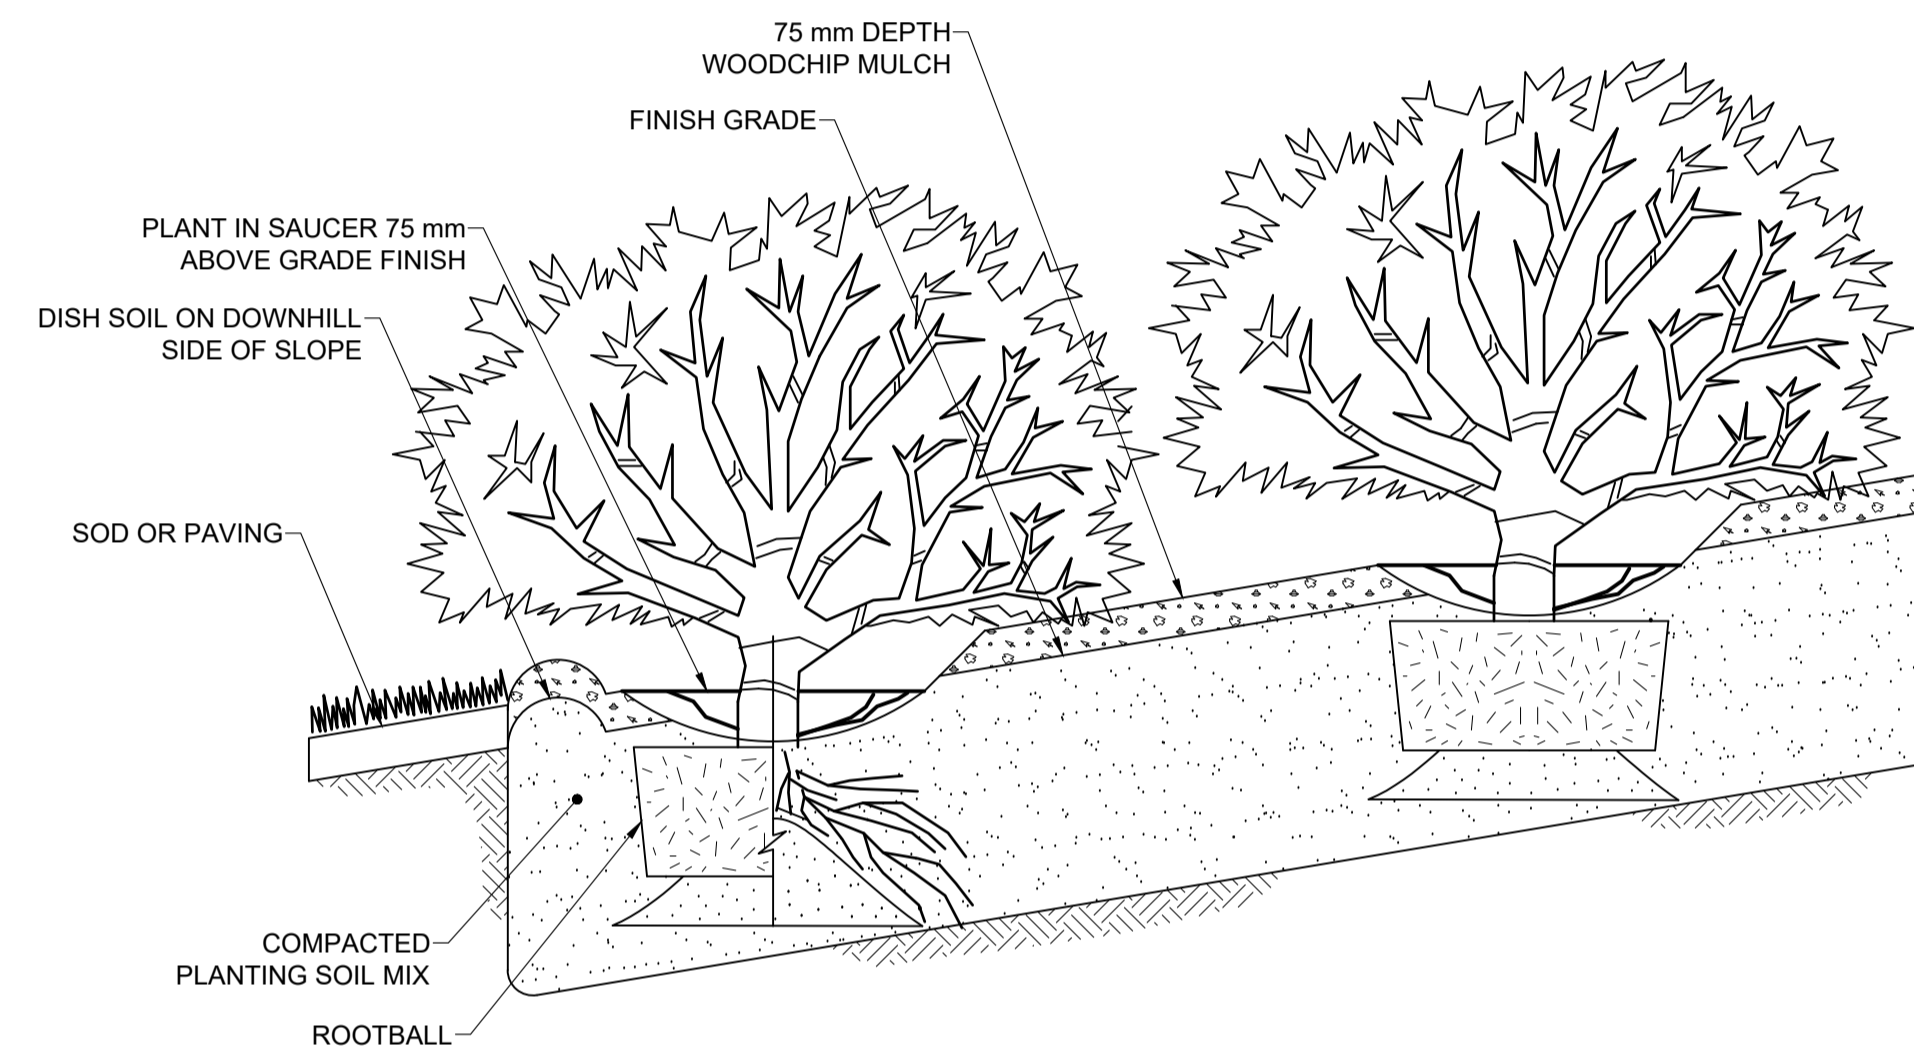 75 mm DEPTH
WOODCHIP MULCH
FINISH GRADE
PLANT IN SAUCER 75 mm
ABOVE GRADE FINISH
DISH SOIL ON DOWNHILL
SIDE OF SLOPE
SOD OR PAVING
COMPACTED
PLANTING SOIL MIX
ROOTBALL